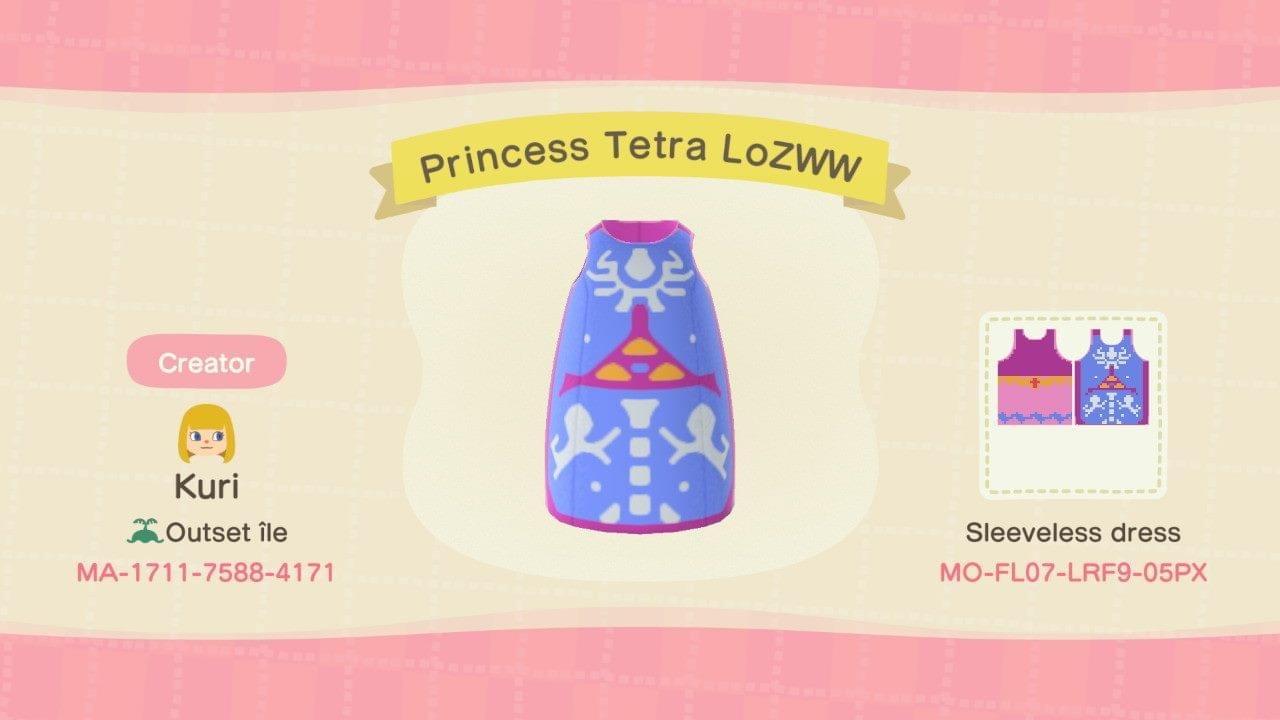 Princess Tetra LoZWW
Creator
Kuri
Outset île
MA-1711-7588-4171
Sleeveless dress
MO-FL07-LRF9-05PX